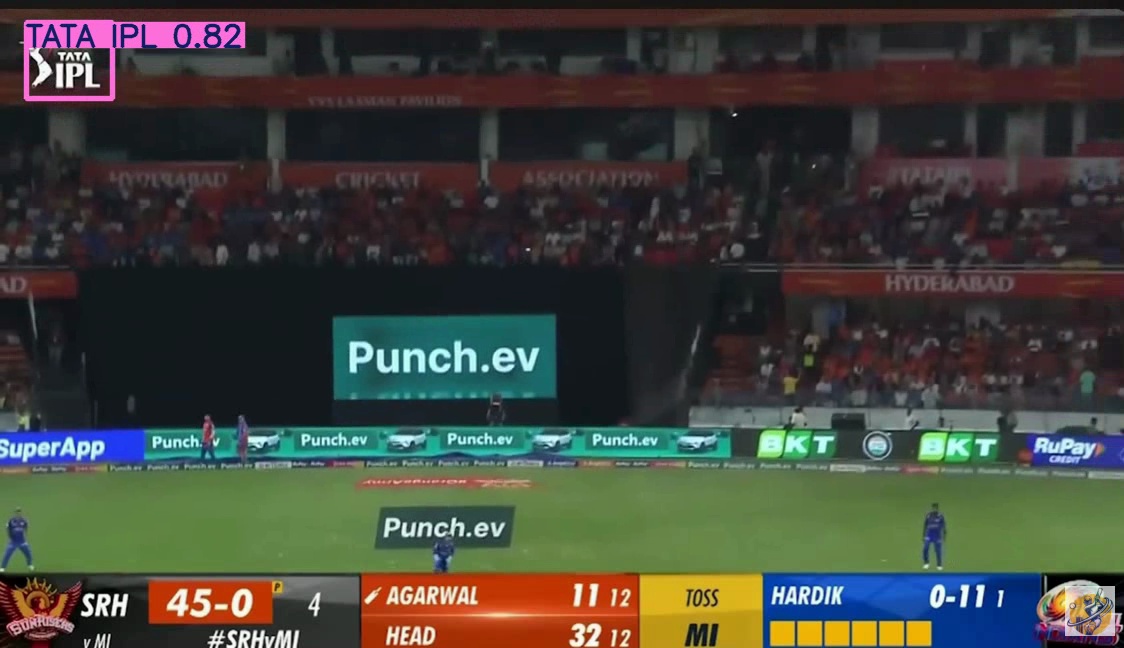 TATA IPL 0.82
TATA
IPL
VVS LAXMAN PAVILION
HYDERABAD CRICKET ASSOCIATION #TATAIPL
AD HYDERABAD
Punch.ev
SuperApp Punch. Punch.ev Punch.ev Punch.ev BKT BKT RuPay
CREDIT
Punch.ev
SRH 45-0 P 4 AGARWAL 11 12 TOSS HARDIK 0-11 1
SUNRISERS v MI #SRHvMI HEAD 32 12 MI